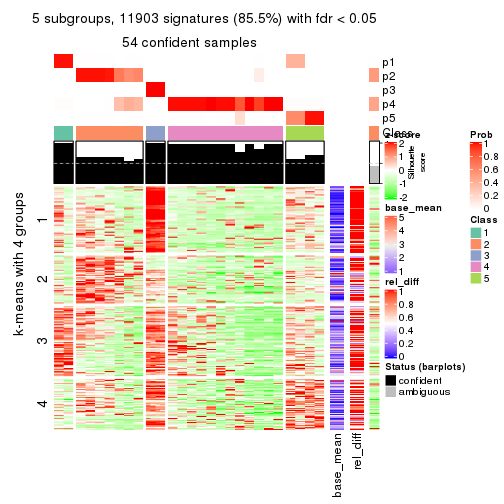 5 subgroups, 11903 signatures (85.5%) with fdr < 0.05
54 confident samples
p1
p2
p3
p4
p5
Class
Silhouette
score
k-means with 4 groups
1
2
3
4
base_mean
rel_diff
z-score
2
1
0
-1
-2
base_mean
5
4
3
2
1
rel_diff
1
0.8
0.6
0.4
0.2
0
Status (barplots)
confident
ambiguous
Prob
1
0.8
0.6
0.4
0.2
0
Class
1
2
3
4
5